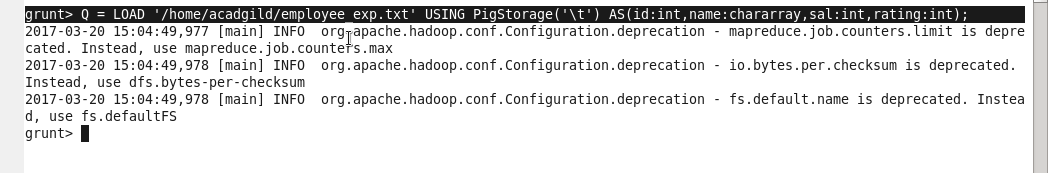 grunt> Q = LOAD '/home/acadgild/employee_exp.txt' USING PigStorage('\t') AS(id:int,name:chararray,sal:int,rating:int);
2017-03-20 15:04:49,977 [main] INFO  org.apache.hadoop.conf.Configuration.deprecation - mapreduce.job.counters.limit is depre
cated. Instead, use mapreduce.job.counters.max
2017-03-20 15:04:49,978 [main] INFO  org.apache.hadoop.conf.Configuration.deprecation - io.bytes.per.checksum is deprecated.
Instead, use dfs.bytes-per-checksum
2017-03-20 15:04:49,978 [main] INFO  org.apache.hadoop.conf.Configuration.deprecation - fs.default.name is deprecated. Instea
d, use fs.defaultFS
grunt>